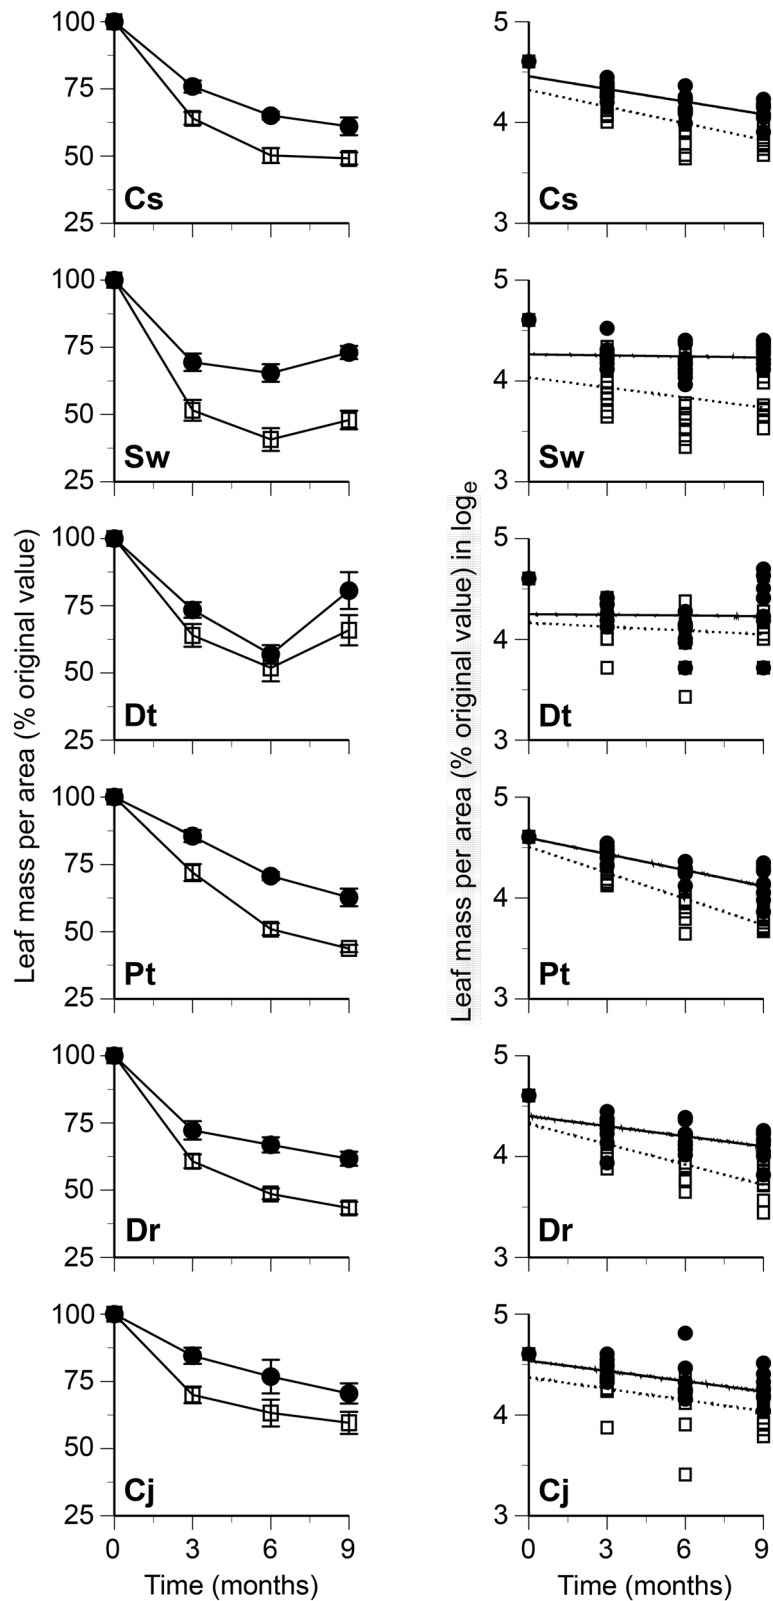 Leaf mass per area (% original value)
100
75
50
25
Cs
100
75
50
25
Sw
100
75
50
25
Dt
100
75
50
25
Pt
100
75
50
25
Dr
100
75
50
25
Cj
0 3 6 9
Time (months)
Leaf mass per area (% original value) in logₑ
5
4
3
Cs
5
4
3
Sw
5
4
3
Dt
5
4
3
Pt
5
4
3
Dr
5
4
3
Cj
0 3 6 9
Time (months)